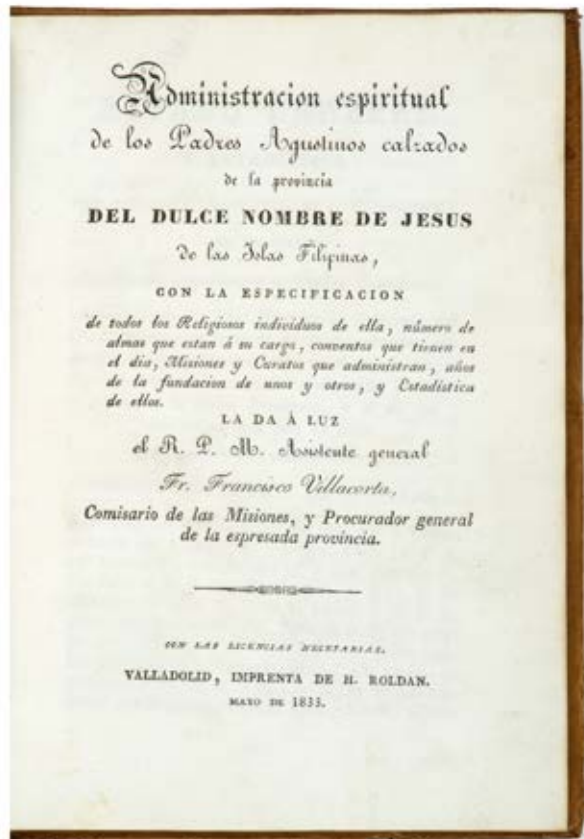 Administracion espiritual
de los Padres Agustinos calzados
de la provincia
DEL DULCE NOMBRE DE JESUS
de las Islas Filipinas,
CON LA ESPECIFICACION
de todos los Religiosos individuos de ella, número de
almas que estan á su cargo, conventos que tienen en
el dia, Misiones y Curatos que administran, años
de la fundacion de unos y otros, y Estadística
de ellos.
LA DA Á LUZ
el R. P. M. Asistente general
Fr. Francisco Villacorta,
Comisario de las Misiones, y Procurador general
de la espresada provincia.
CON LAS LICENCIAS NECESARIAS.
VALLADOLID, IMPRENTA DE H. ROLDAN.
MAYO DE 1833.